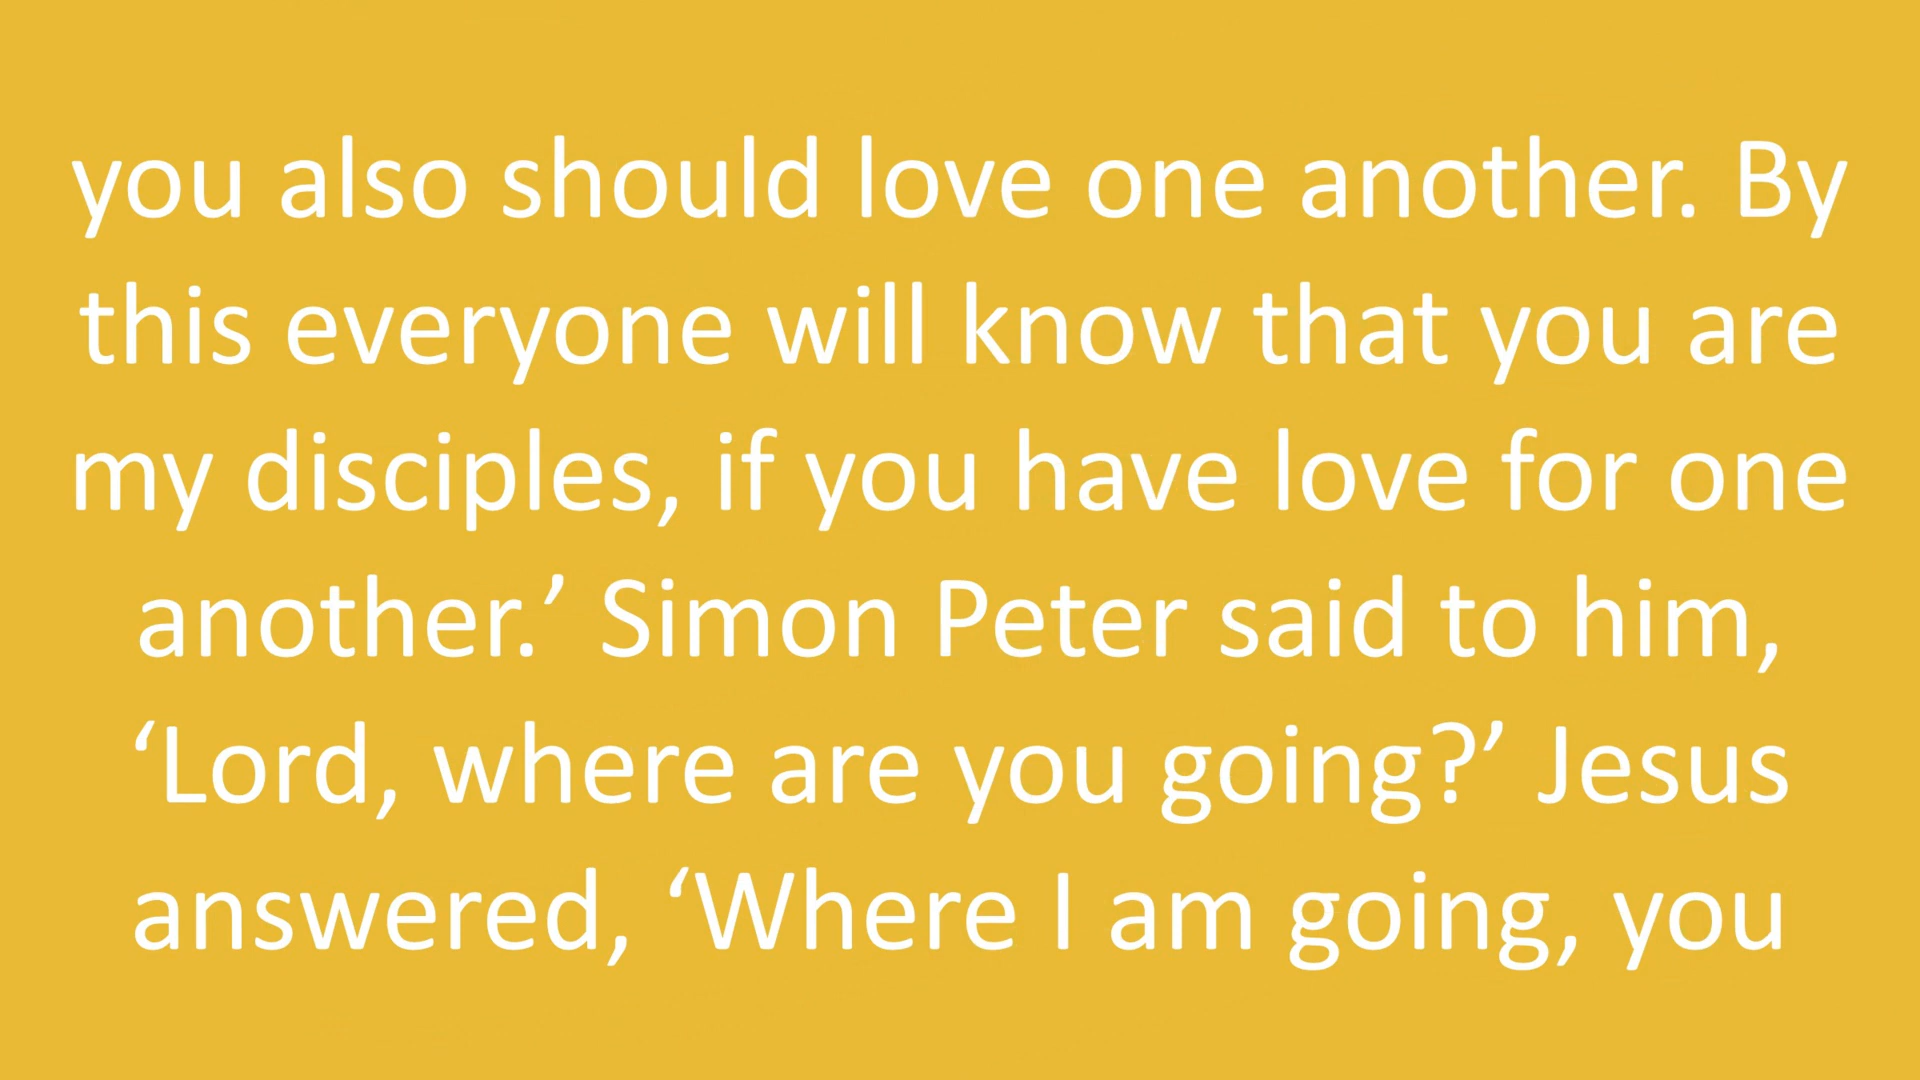 you also should love one another. By
this everyone will know that you are
my disciples, if you have love for one
another.’ Simon Peter said to him,
‘Lord, where are you going?’ Jesus
answered, ‘Where I am going, you